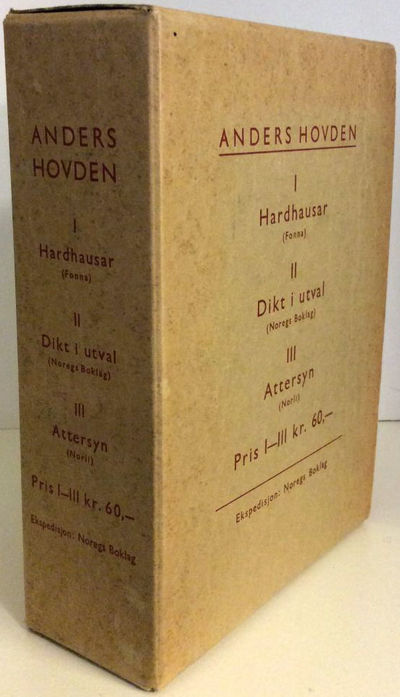 ANDERS
HOVDEN
I
Hardhausar
(Fonna)
II
Dikt i utval
(Noregs Boklag)
III
Attersyn
(Norli)
Pris I—III kr. 60,—
Ekspedisjon: Noregs Boklag
ANDERS HOVDEN
I
Hardhausar
(Fonna)
II
Dikt i utval
(Noregs Boklag)
III
Attersyn
(Norli)
Pris I—III kr. 60,—
Ekspedisjon: Noregs Boklag